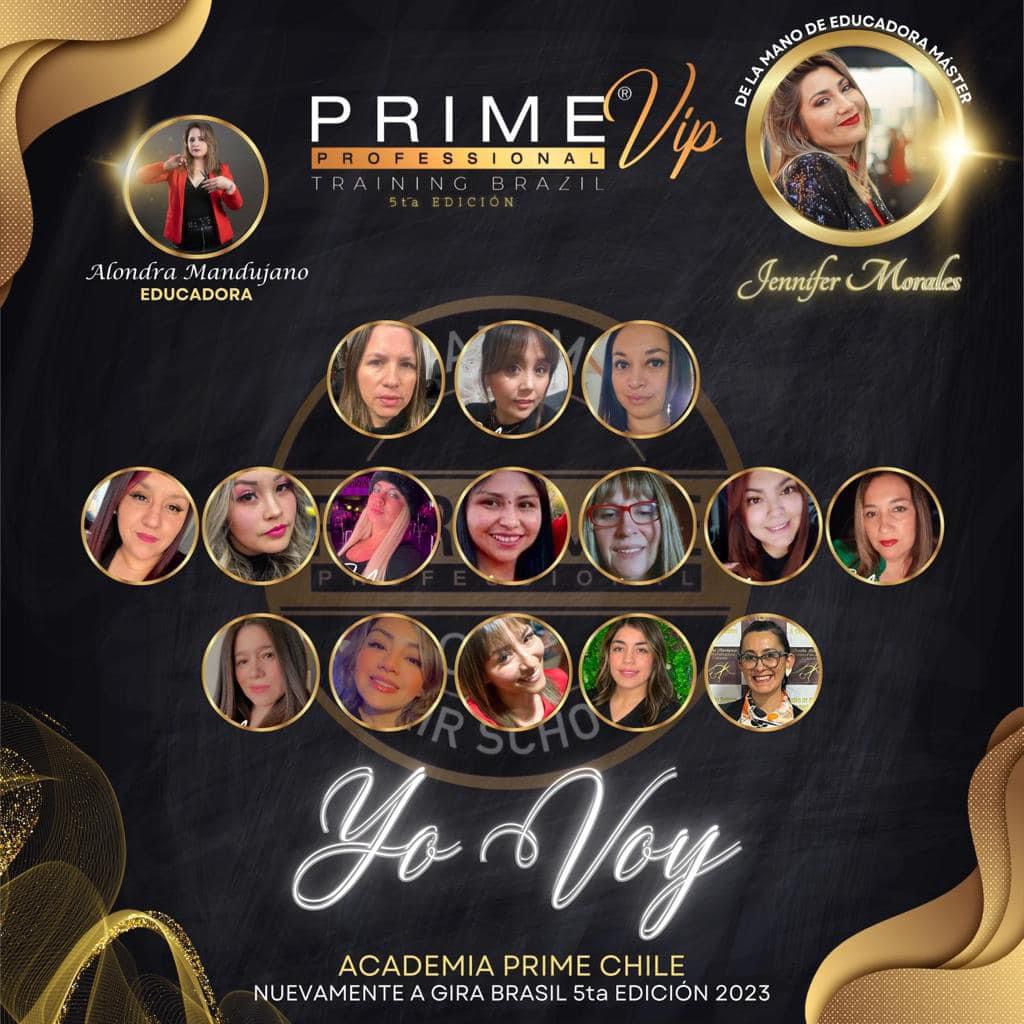 DE LA MANO DE EDUCADORA MÁSTER
PRIME® Vip
PROFESSIONAL
TRAINING BRAZIL
5ta EDICIÓN
Alondra Mandujano
EDUCADORA
Jennifer Morales
PROFESSIONAL
Yo Voy
ACADEMIA PRIME CHILE
NUEVAMENTE A GIRA BRASIL 5ta EDICIÓN 2023